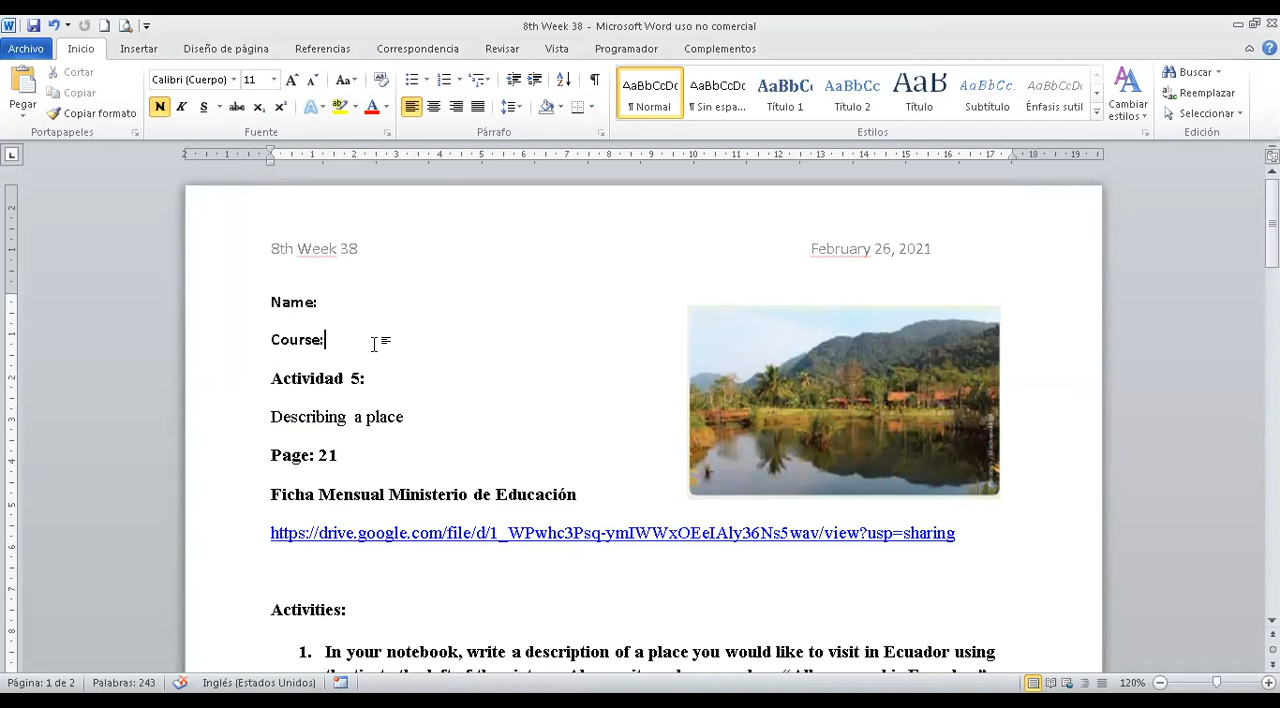 8th Week 38 - Microsoft Word uso no comercial
Archivo Inicio Insertar Diseño de página Referencias Correspondencia Revisar Vista Programador Complementos
Pegar
Cortar
Copiar
Copiar formato
Portapapeles
Calibri (Cuerpo) 11
Fuente
Párrafo
AaBbCcDc AaBbCcDc AaBbC AaBbCc AaB AaBbCc. AaBbCcDc
¶ Normal ¶ Sin espa... Título 1 Título 2 Título Subtítulo Énfasis sutil
Estilos
Cambiar estilos
Buscar
Reemplazar
Seleccionar
Edición
8th Week 38 February 26, 2021
Name:
Course:
Actividad 5:
Describing a place
Page: 21
Ficha Mensual Ministerio de Educación
https://drive.google.com/file/d/1_WPwhc3Psq-ymIWWxOEeIAly36Ns5wav/view?usp=sharing
Activities:
1. In your notebook, write a description of a place you would like to visit in Ecuador using
Página: 1 de 2 Palabras: 243 Inglés (Estados Unidos) 120%